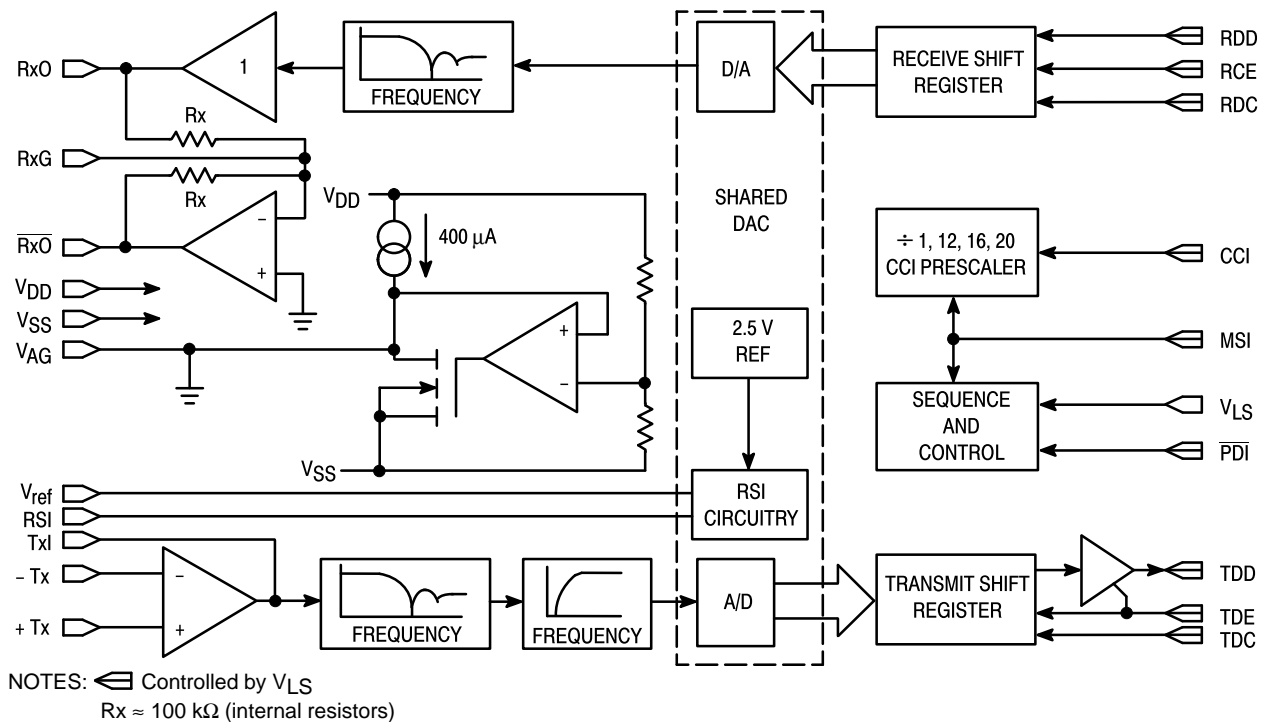 RxO
1
FREQUENCY
D/A
RECEIVE SHIFT
REGISTER
RDD
RCE
RDC
Rx
RxG
Rx
RxO
VDD
VSS
VAG
VDD
400 μA
+
−
−
+
SHARED
DAC
2.5 V
REF
÷ 1, 12, 16, 20
CCI PRESCALER
CCI
MSI
SEQUENCE
AND
CONTROL
VLS
PDI
VSS
Vref
RSI
TxI
RSI
CIRCUITRY
– Tx
+ Tx
−
+
FREQUENCY
FREQUENCY
A/D
TRANSMIT SHIFT
REGISTER
TDD
TDE
TDC
NOTES: Controlled by VLS
Rx ≈ 100 kΩ (internal resistors)